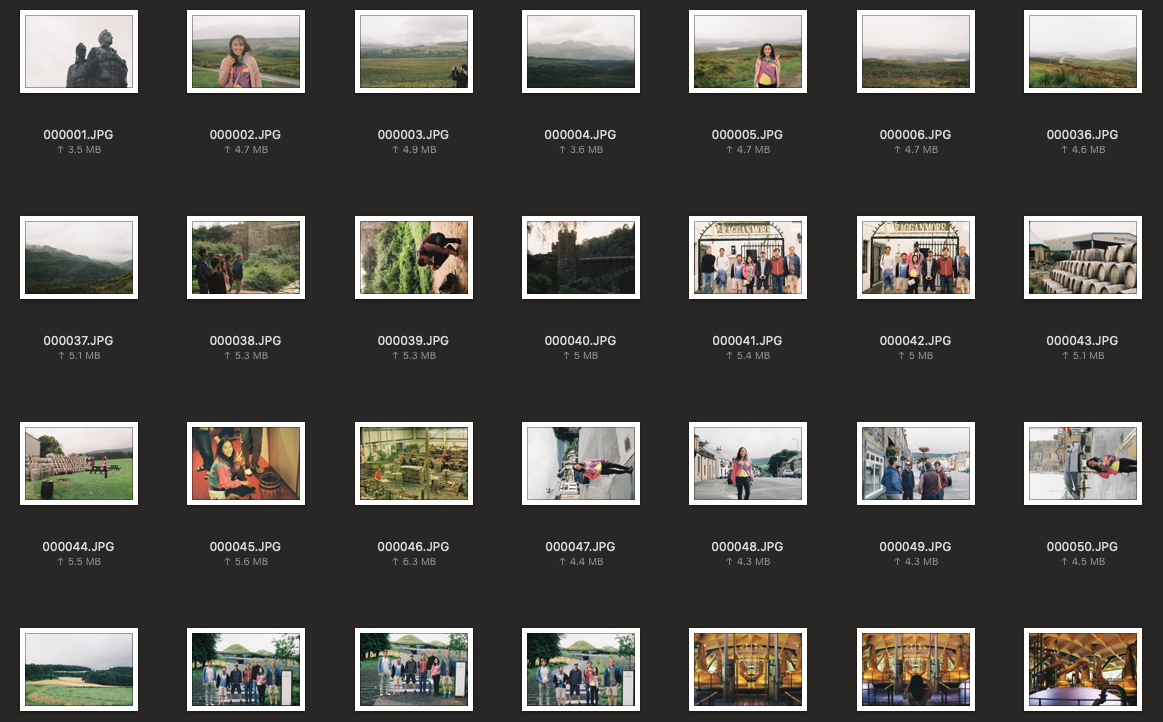 000001.JPG
↑ 3.5 MB
000002.JPG
↑ 4.7 MB
000003.JPG
↑ 4.9 MB
000004.JPG
↑ 3.6 MB
000005.JPG
↑ 4.7 MB
000006.JPG
↑ 4.7 MB
000036.JPG
↑ 4.6 MB
RAGGANMORE
RAGGANMORE
000037.JPG
↑ 5.1 MB
000038.JPG
↑ 5.3 MB
000039.JPG
↑ 5.3 MB
000040.JPG
↑ 5 MB
000041.JPG
↑ 5.4 MB
000042.JPG
↑ 5 MB
000043.JPG
↑ 5.1 MB
000044.JPG
↑ 5.5 MB
000045.JPG
↑ 5.6 MB
000046.JPG
↑ 6.3 MB
000047.JPG
↑ 4.4 MB
000048.JPG
↑ 4.3 MB
000049.JPG
↑ 4.3 MB
000050.JPG
↑ 4.5 MB